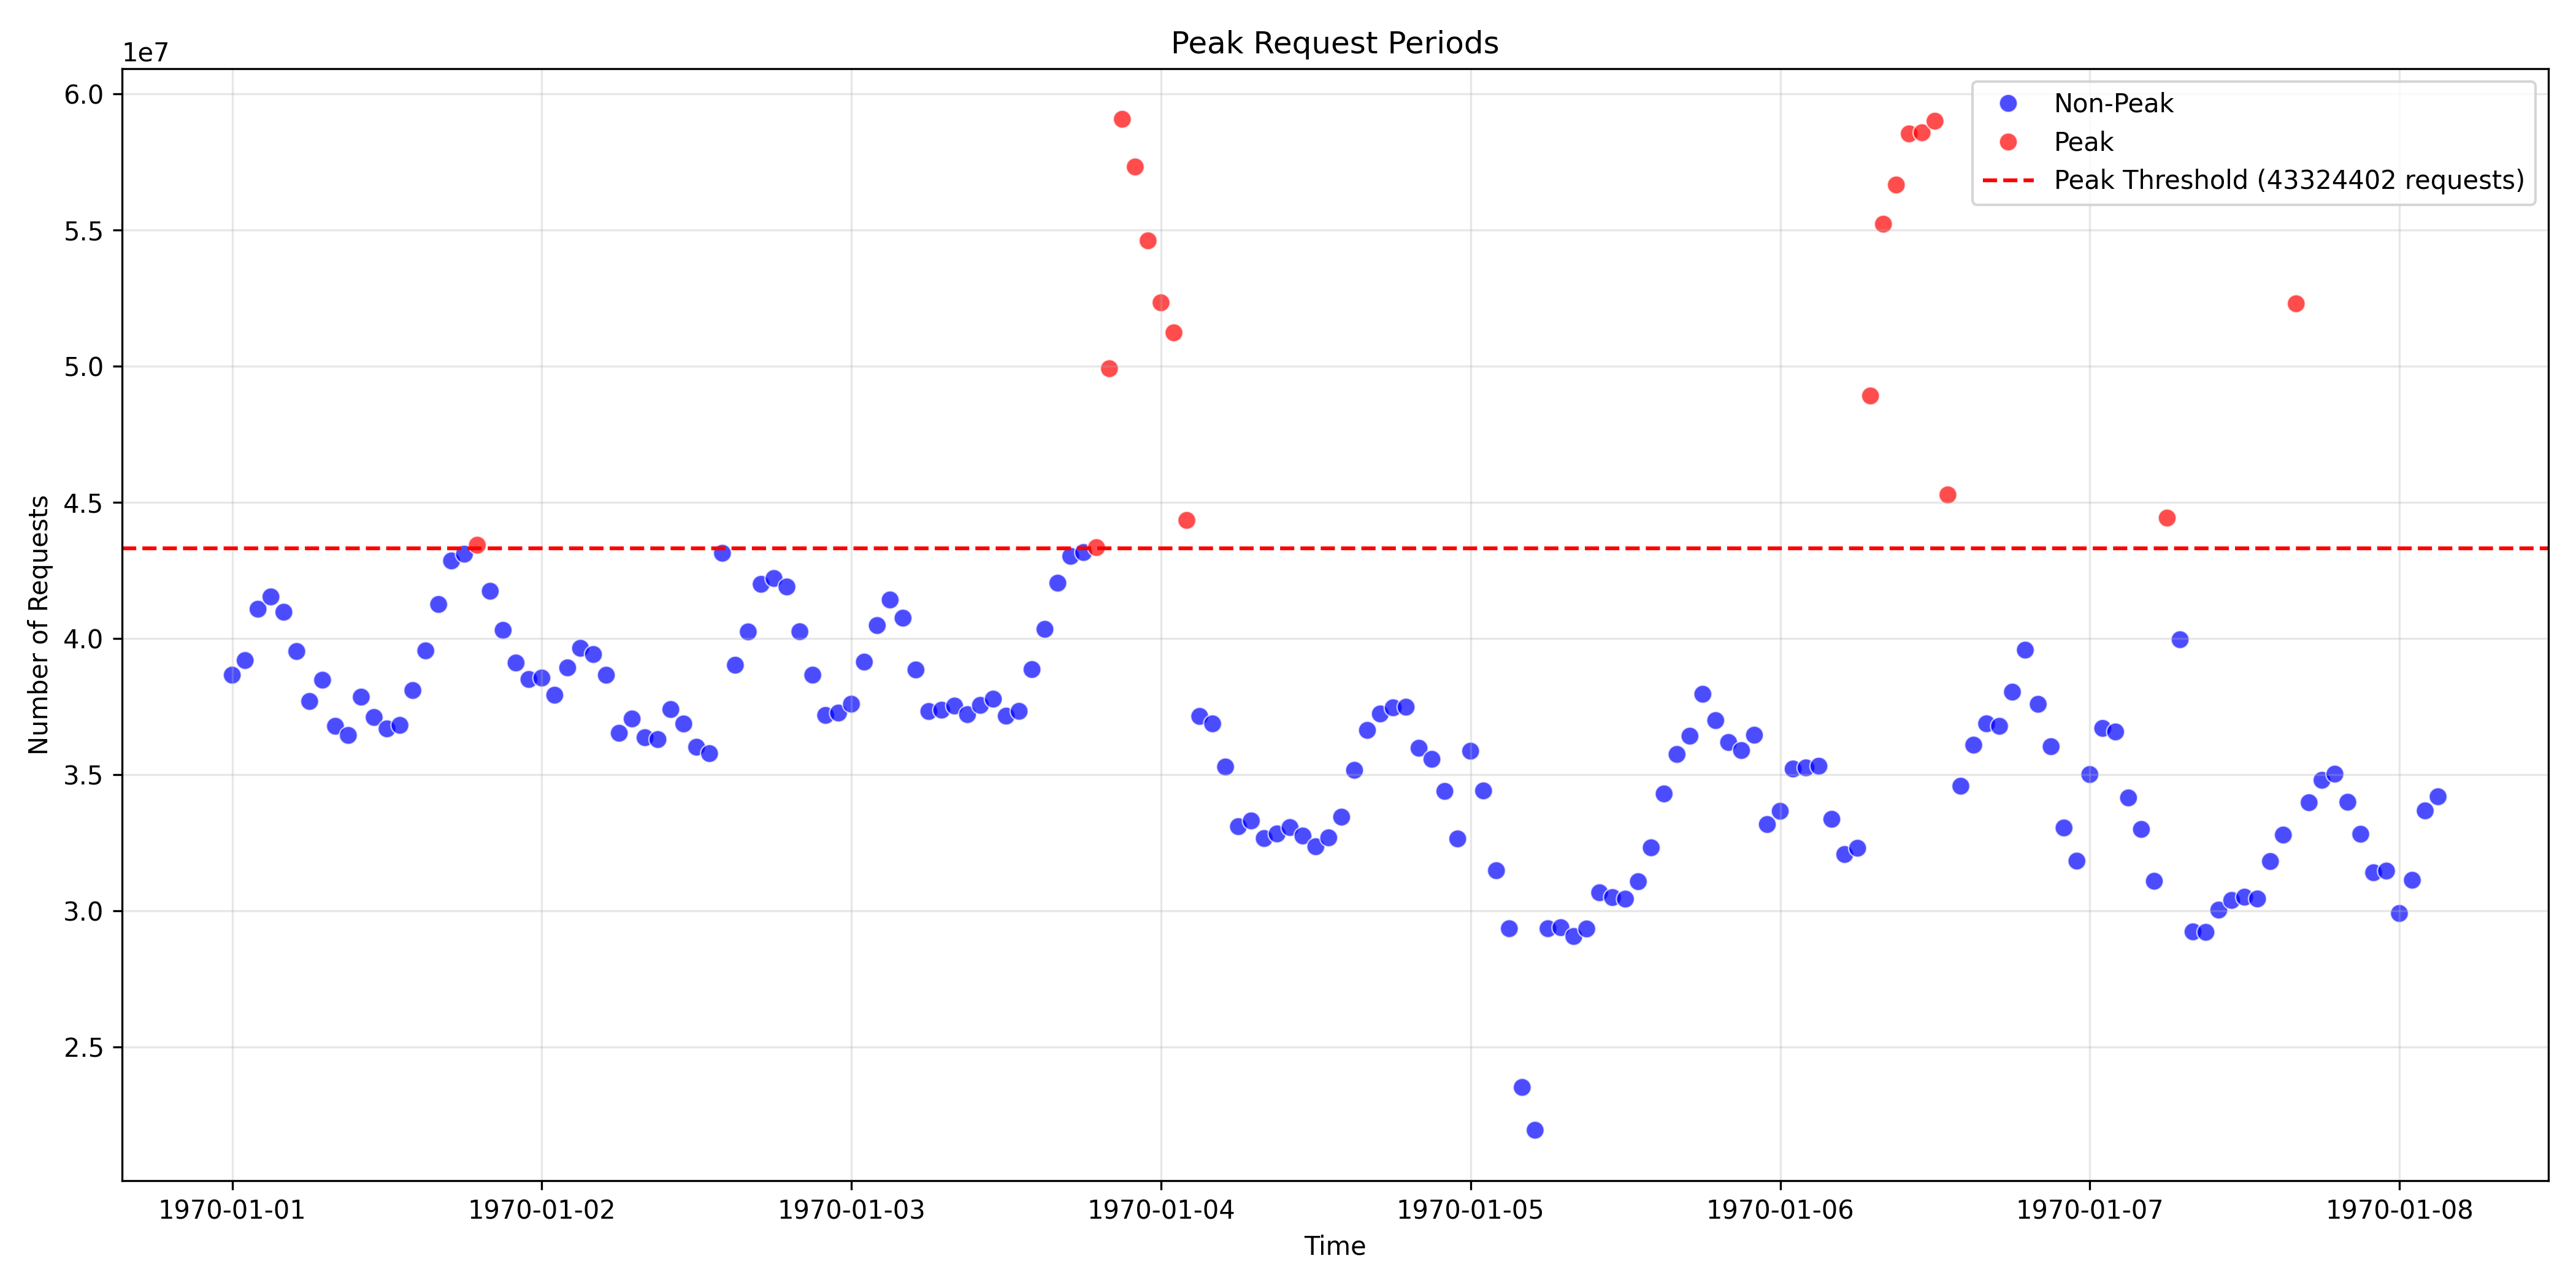 Peak Request Periods
1e7
6.0
5.5
5.0
4.5
4.0
3.5
3.0
2.5
Number of Requests
Non-Peak
Peak
Peak Threshold (43324402 requests)
1970-01-01
1970-01-02
1970-01-03
1970-01-04
1970-01-05
1970-01-06
1970-01-07
1970-01-08
Time